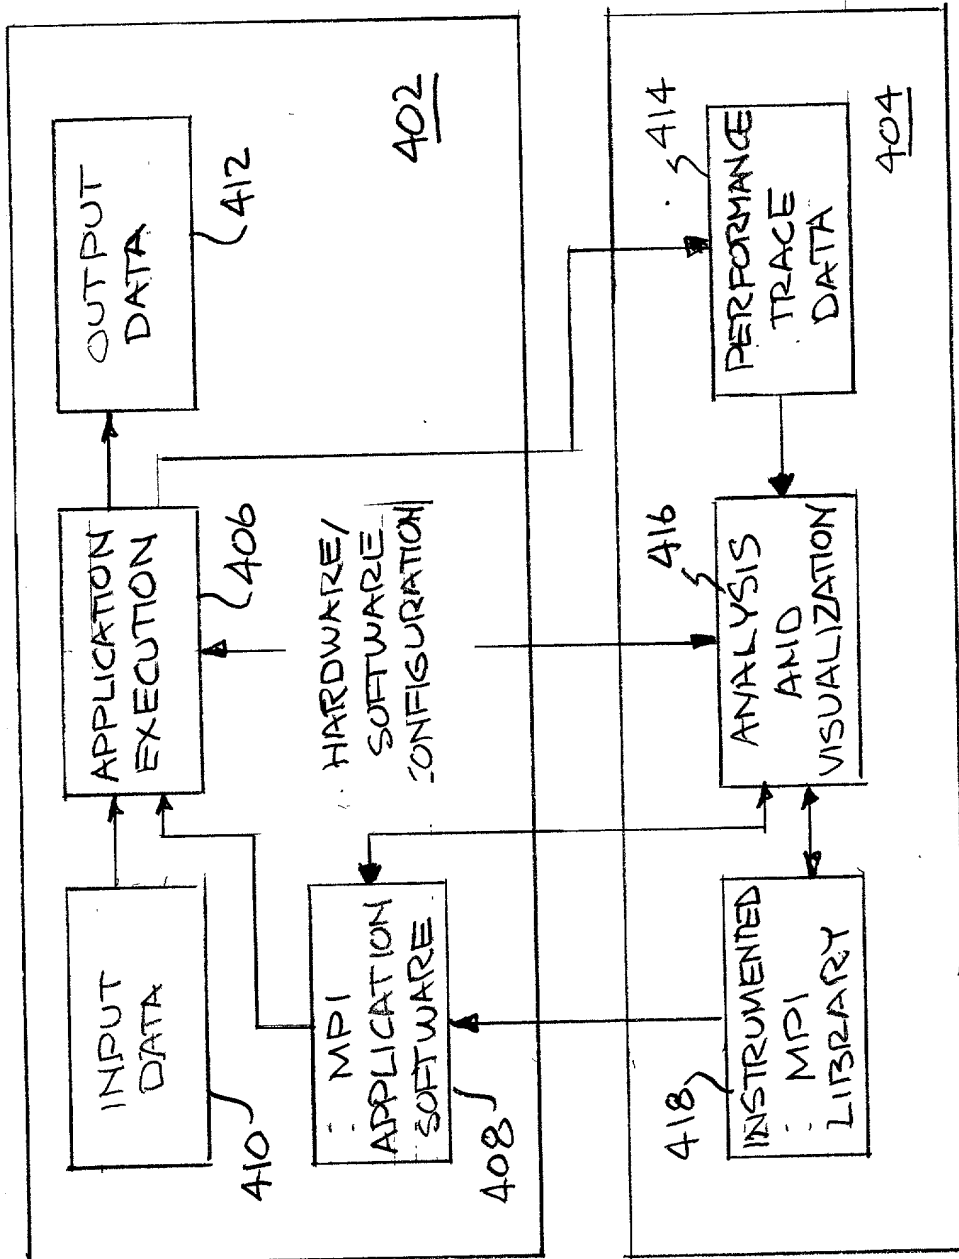 INPUT
DATA
410
APPLICATION
EXECUTION
406
OUTPUT
DATA
412
402
MPI
APPLICATION
SOFTWARE
408
HARDWARE/
SOFTWARE
CONFIGURATION
INSTRUMENTED
MPI
LIBRARY
418
ANALYSIS
AND
VISUALIZATION
416
PERFORMANCE
TRACE
DATA
414
404